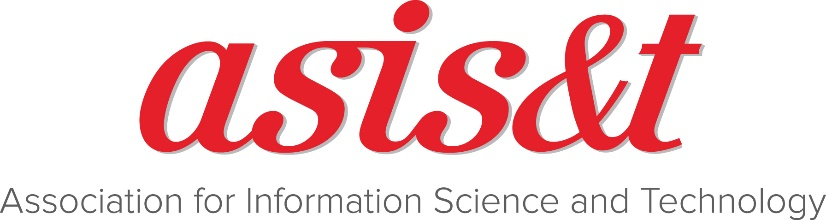 asis&t
Association for Information Science and Technology